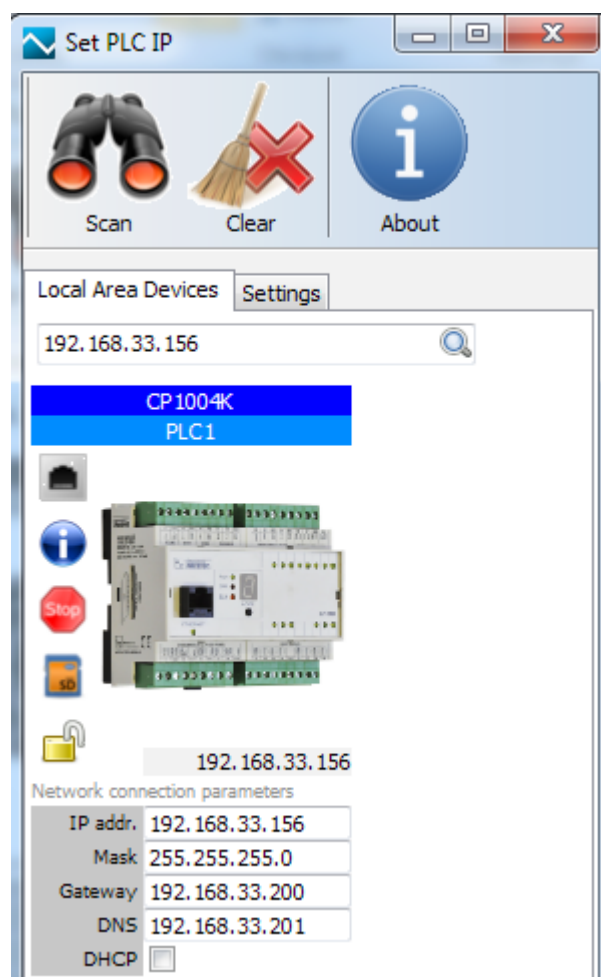 Set PLC IP
Scan Clear About
Local Area Devices Settings
192.168.33.156
CP1004K
PLC1
Stop
SD
192.168.33.156
Network connection parameters
IP addr. 192.168.33.156
Mask 255.255.255.0
Gateway 192.168.33.200
DNS 192.168.33.201
DHCP